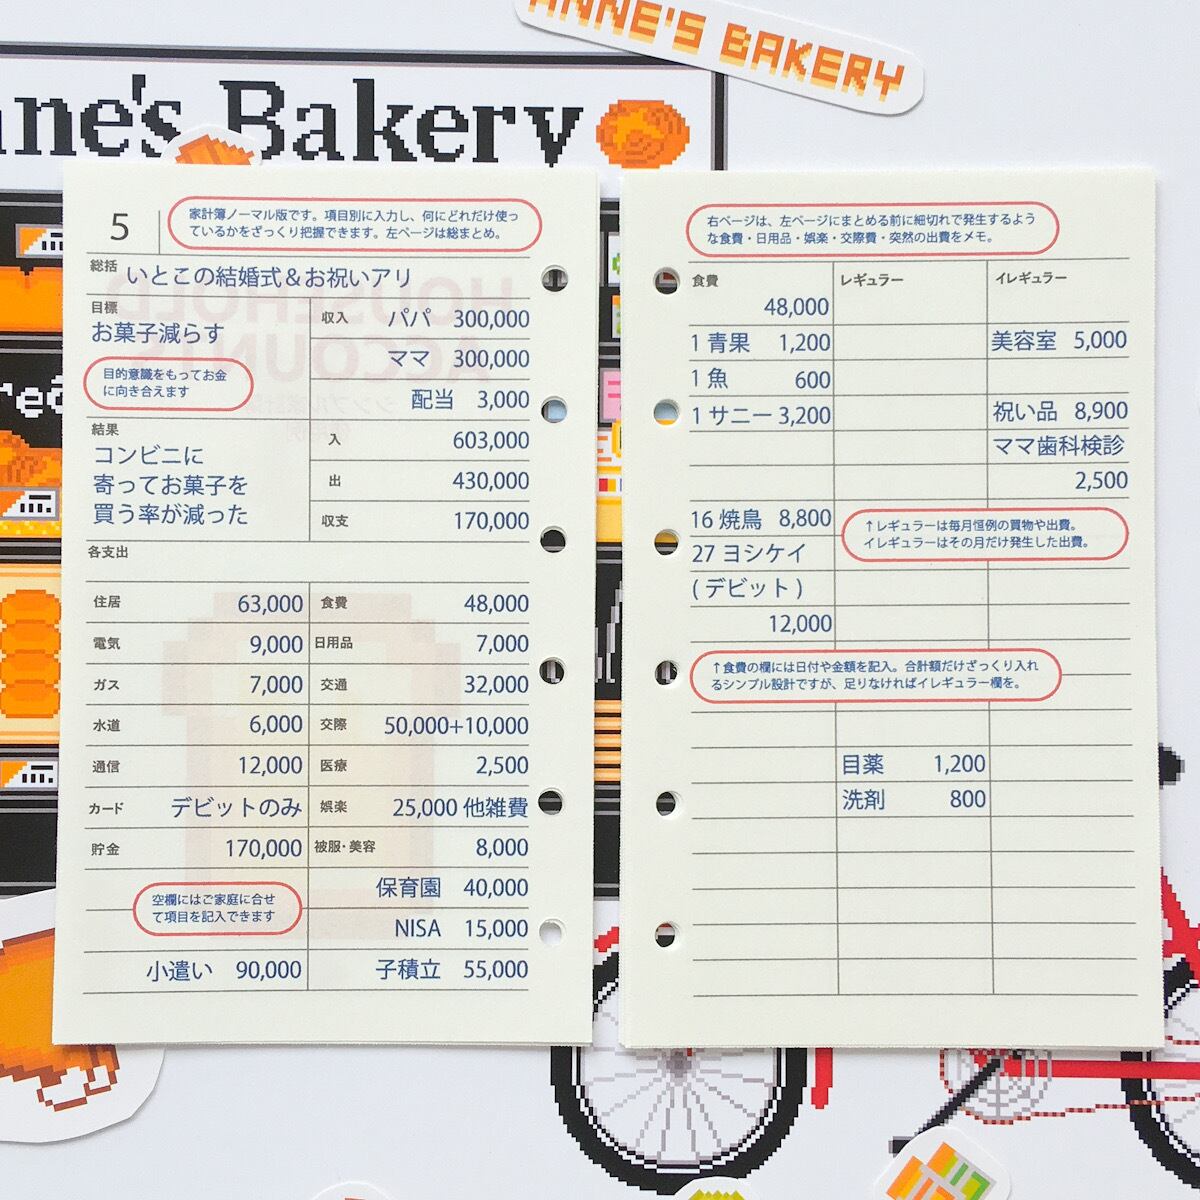 ANNE'S BAKERY
nne's Bakery
5
家計簿ノーマル版です。項目別に入力し、何にどれだけ使っ
ているかをざっくり把握できます。左ページは総まとめ。
総括 いとこの結婚式＆お祝いアリ
目標
お菓子減らす
目的意識をもってお金
に向き合えます
収入 パパ 300,000
ママ 300,000
配当 3,000
結果
コンビニに
寄ってお菓子を
買う率が減った
入 603,000
出 430,000
収支 170,000
各支出
住居 63,000 食費 48,000
電気 9,000 日用品 7,000
ガス 7,000 交通 32,000
水道 6,000 交際 50,000+10,000
通信 12,000 医療 2,500
カード デビットのみ 娯楽 25,000 他雑費
貯金 170,000 被服・美容 8,000
保育園 40,000
空欄にはご家庭に合せ
て項目を記入できます
NISA 15,000
小遣い 90,000 子積立 55,000
右ページは、左ページにまとめる前に細切れで発生するよう
な食費・日用品・娯楽・交際費・突然の出費をメモ。
食費 レギュラー イレギュラー
48,000
1 青果 1,200 美容室 5,000
1 魚 600
1 サニー 3,200 祝い品 8,900
ママ歯科検診
2,500
16 焼鳥 8,800
↑レギュラーは毎月恒例の買物や出費。
イレギュラーはその月だけ発生した出費。
27 ヨシケイ
( デビット )
12,000
↑食費の欄には日付や金額を記入。合計額だけざっくり入れ
るシンプル設計ですが、足りなければイレギュラー欄を。
目薬 1,200
洗剤 800